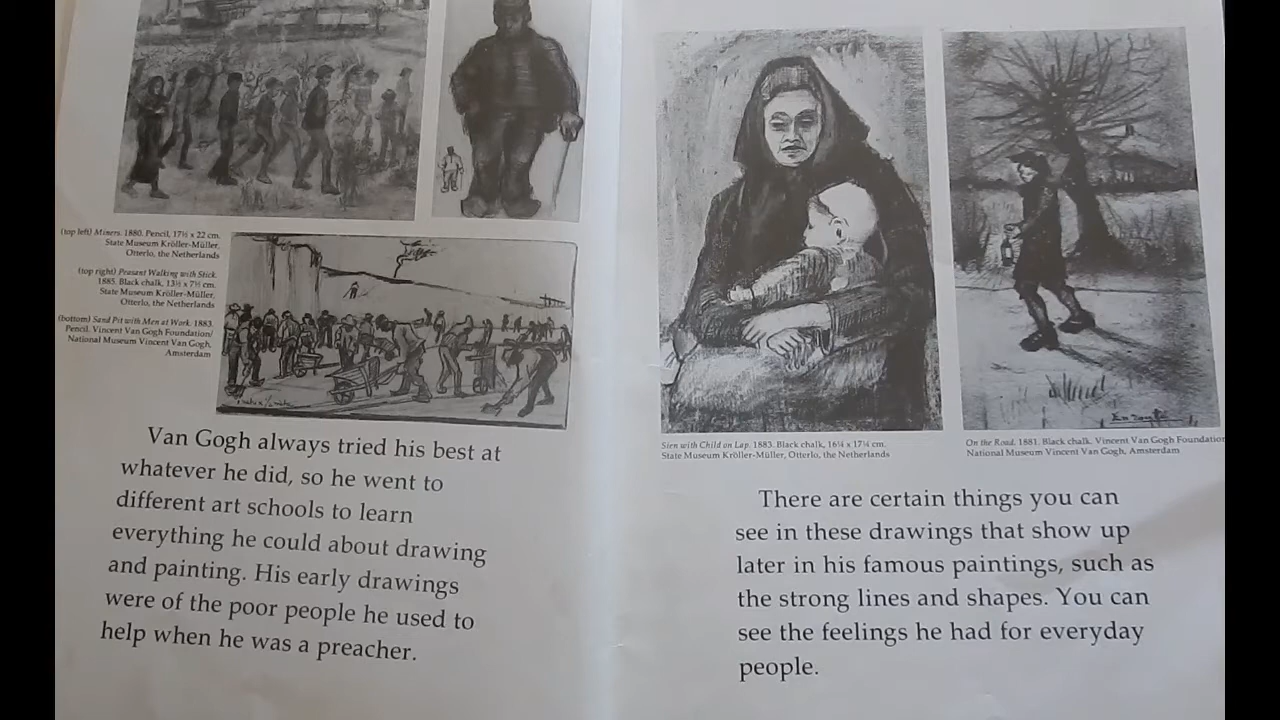 (top left) Miners. 1880. Pencil, 17½ x 22 cm.
State Museum Kröller-Müller,
Otterlo, the Netherlands
(top right) Peasant Walking with Stick.
1885. Black chalk, 13½ x 7½ cm.
State Museum Kröller-Müller,
Otterlo, the Netherlands
(bottom) Sand Pit with Men at Work. 1883.
Pencil. Vincent Van Gogh Foundation/
National Museum Vincent Van Gogh,
Amsterdam
Van Gogh always tried his best at
whatever he did, so he went to
different art schools to learn
everything he could about drawing
and painting. His early drawings
were of the poor people he used to
help when he was a preacher.
Sien with Child on Lap. 1883. Black chalk, 16¼ x 17¼ cm.
State Museum Kröller-Müller, Otterlo, the Netherlands
On the Road. 1881. Black chalk. Vincent Van Gogh Foundation
National Museum Vincent Van Gogh, Amsterdam
There are certain things you can
see in these drawings that show up
later in his famous paintings, such as
the strong lines and shapes. You can
see the feelings he had for everyday
people.